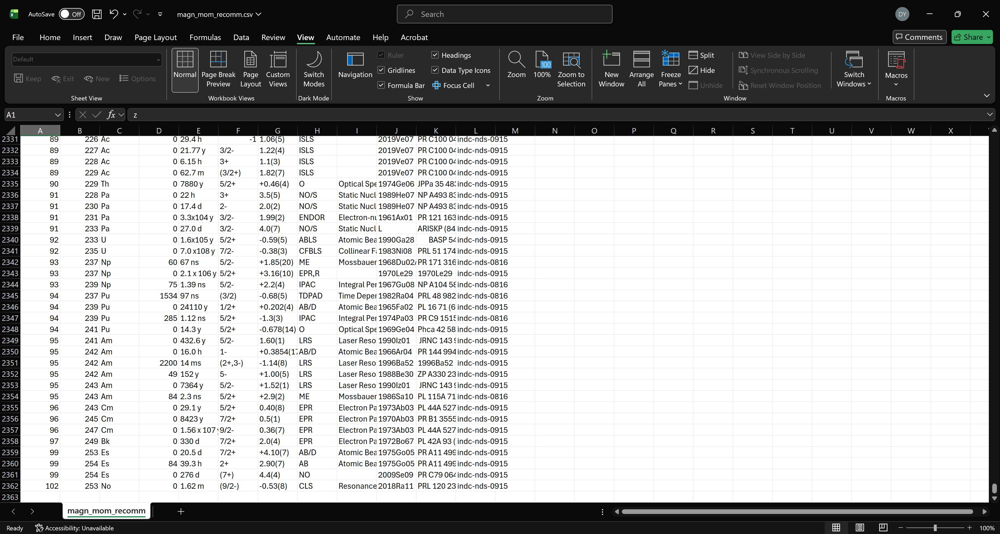 AutoSave Off magn_mom_recomm.csv Search DY
File Home Insert Draw Page Layout Formulas Data Review View Automate Help Acrobat Comments Share
Default
Keep Exit New Options
Sheet View
Normal Page Break Preview Page Layout Custom Views
Workbook Views
Switch Modes
Dark Mode
Navigation
Ruler Headings
Gridlines Data Type Icons
Formula Bar Focus Cell
Show
Zoom 100 100% Zoom to Selection
Zoom
New Window Arrange All Freeze Panes
Split View Side by Side
Hide Synchronous Scrolling
Unhide Reset Window Position
Window
Switch Windows
Macros
Macros
A1 fx z
A B C D E F G H I J K L M N O P Q R S T U V W X
2331 89 226 Ac 0 29.4 h -1 1.06(5) ISLS 2019Ve07 PR C100 04 indc-nds-0915
2332 89 227 Ac 0 21.77 y 3/2- 1.22(4) ISLS 2019Ve07 PR C100 04 indc-nds-0915
2333 89 228 Ac 0 6.15 h 3+ 1.1(3) ISLS 2019Ve07 PR C100 04 indc-nds-0915
2334 89 229 Ac 0 62.7 m (3/2+) 1.82(7) ISLS 2019Ve07 PR C100 04 indc-nds-0915
2335 90 229 Th 0 7880 y 5/2+ +0.46(4) O Optical Spe 1974Ge06 JPPa 35 483 indc-nds-0915
2336 91 228 Pa 0 22 h 3+ 3.5(5) NO/S Static Nucl 1989He07 NP A493 83 indc-nds-0915
2337 91 230 Pa 0 17.4 d 2- 2.0(2) NO/S Static Nucl 1989He07 NP A493 83 indc-nds-0915
2338 91 231 Pa 0 3.3x104 y 3/2- 1.99(2) ENDOR Electron-nu 1961Ax01 PR 121 163 indc-nds-0915
2339 91 233 Pa 0 27.0 d 3/2- 4.0(7) NO/S Static Nucl L ARISKP (84 indc-nds-0915
2340 92 233 U 0 1.6x105 y 5/2+ -0.59(5) ABLS Atomic Bea 1990Ga28 BASP 54 indc-nds-0915
2341 92 235 U 0 7.0 x108 y 7/2- -0.38(3) CFBLS Collinear Fa 1983Ni08 PRL 51 174 indc-nds-0915
2342 93 237 Np 60 67 ns 5/2- +1.85(20) ME Mossbauer 1968Du02/ PR 171 316 indc-nds-0816
2343 93 237 Np 0 2.1 x 106 y 5/2+ +3.16(10) EPR,R 1970Le29 1970Le29 indc-nds-0915
2344 93 239 Np 75 1.39 ns 5/2- +2.2(4) IPAC Integral Per 1967Gu08 NP A104 58 indc-nds-0816
2345 94 237 Pu 1534 97 ns (3/2) -0.68(5) TDPAD Time Deper 1982Ra04 PRL 48 982 indc-nds-0816
2346 94 239 Pu 0 24110 y 1/2+ +0.202(4) AB/D Atomic Bea 1965Fa02 PL 16 71 (6 indc-nds-0915
2347 94 239 Pu 285 1.12 ns 5/2+ -1.3(3) IPAC Integral Per 1974Pa03 PR C9 1515 indc-nds-0816
2348 94 241 Pu 0 14.3 y 5/2+ -0.678(14) O Optical Spe 1969Ge04 Phca 42 58 indc-nds-0915
2349 95 241 Am 0 432.6 y 5/2- 1.60(1) LRS Laser Reso 1990Iz01 JRNC 143 9 indc-nds-0915
2350 95 242 Am 0 16.0 h 1- +0.3854(17 AB/D Atomic Bea 1966Ar04 PR 144 994 indc-nds-0915
2351 95 242 Am 2200 14 ms (2+,3-) -1.14(8) LRS Laser Reso 1996Ba52 1996Ba52 indc-nds-0915
2352 95 242 Am 49 152 y 5- +1.00(5) LRS Laser Reso 1988Be30 ZP A330 23 indc-nds-0915
2353 95 243 Am 0 7364 y 5/2- +1.52(1) LRS Laser Reso 1990Iz01 JRNC 143 9 indc-nds-0915
2354 95 243 Am 84 2.3 ns 5/2+ +2.9(2) ME Mossbauer 1986Sa10 PL 115A 71 indc-nds-0816
2355 96 243 Cm 0 29.1 y 5/2+ 0.40(8) EPR Electron Pa 1973Ab03 PL 44A 527 indc-nds-0915
2356 96 245 Cm 0 8423 y 7/2+ 0.5(1) EPR Electron Pa 1970Ab03 PR B1 3555 indc-nds-0915
2357 96 247 Cm 0 1.56 x 107 y 9/2- 0.36(7) EPR Electron Pa 1973Ab03 PL 44A 527 indc-nds-0915
2358 97 249 Bk 0 330 d 7/2+ 2.0(4) EPR Electron Pa 1972Bo67 PL 42A 93 ( indc-nds-0915
2359 99 253 Es 0 20.5 d 7/2+ +4.10(7) AB/D Atomic Bea 1975Go05 PR A11 499 indc-nds-0915
2360 99 254 Es 84 39.3 h 2+ 2.90(7) AB Atomic Bea 1975Go05 PR A11 499 indc-nds-0915
2361 99 254 Es 0 276 d (7+) 4.4(4) NO 2009Se09 PR C79 064 indc-nds-0915
2362 102 253 No 0 1.62 m (9/2-) -0.53(8) CLS Resonance 2018Ra11 PRL 120 23 indc-nds-0915
2363
magn_mom_recomm
Ready Accessibility: Unavailable 100%